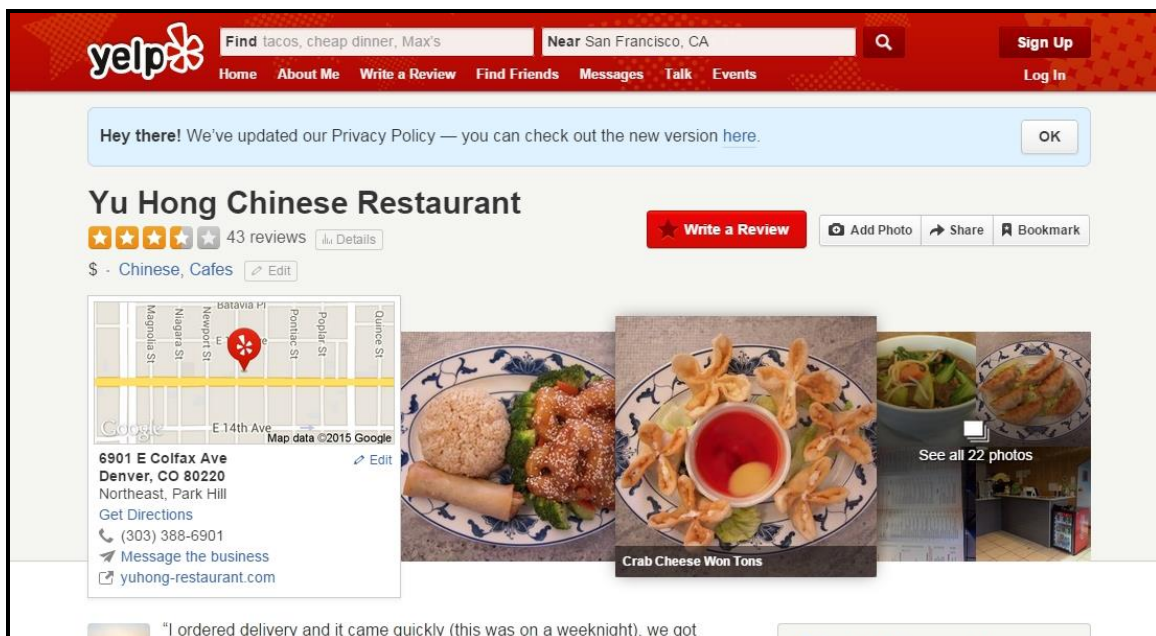 yelp
Find tacos, cheap dinner, Max's
Near San Francisco, CA
Sign Up
Home About Me Write a Review Find Friends Messages Talk Events
Log In
Hey there! We've updated our Privacy Policy — you can check out the new version here.
OK
Yu Hong Chinese Restaurant
43 reviews Details
Write a Review
Add Photo
Share
Bookmark
$ · Chinese, Cafes Edit
Batavia Pl
Magnolia St
Niagara St
Newport St
Pontiac St
Poplar St
Quince St
E 14th Ave
Google
Map data ©2015 Google
6901 E Colfax Ave
Edit
Denver, CO 80220
Northeast, Park Hill
Get Directions
(303) 388-6901
Message the business
yuhong-restaurant.com
Crab Cheese Won Tons
See all 22 photos
“I ordered delivery and it came quickly (this was on a weeknight), we got